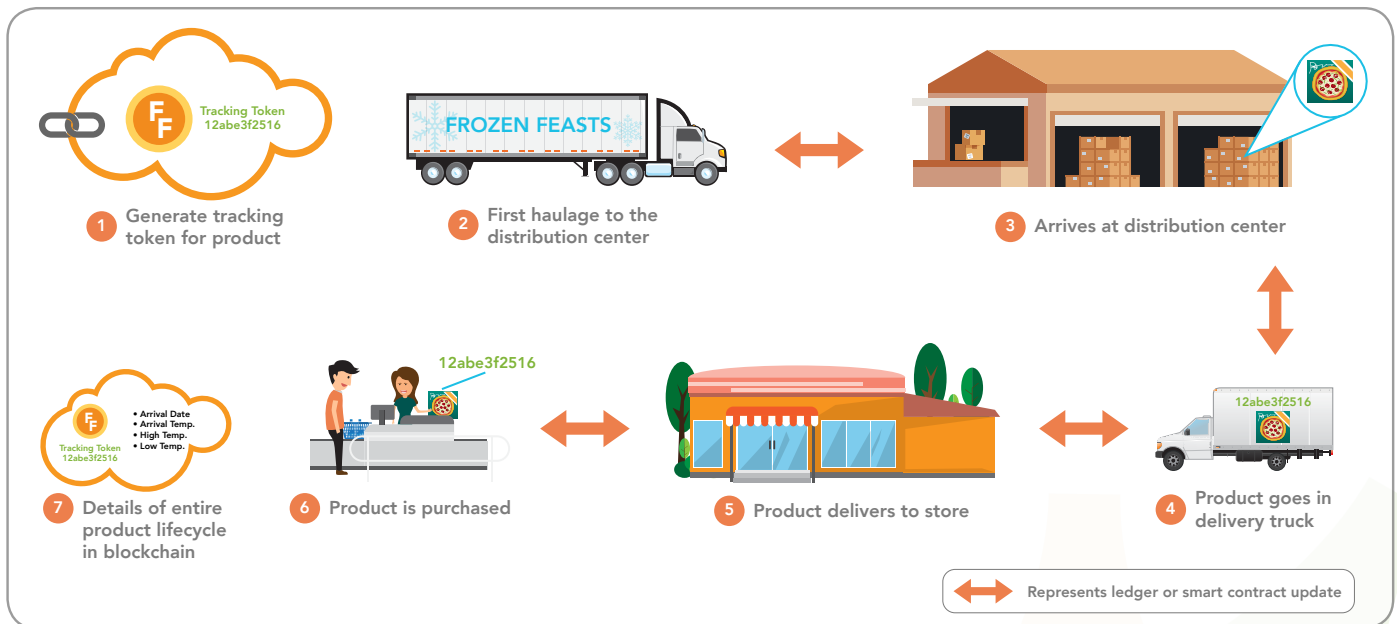 F
F
Tracking Token
12abe3f2516
1
Generate tracking
token for product
FROZEN FEASTS
2
First haulage to the
distribution center
3
Arrives at distribution center
12abe3f2516
4
Product goes in
delivery truck
5
Product delivers to store
12abe3f2516
6
Product is purchased
F
F
Tracking Token
12abe3f2516
• Arrival Date
• Arrival Temp.
• High Temp.
• Low Temp.
7
Details of entire
product lifecycle
in blockchain
Represents ledger or smart contract update